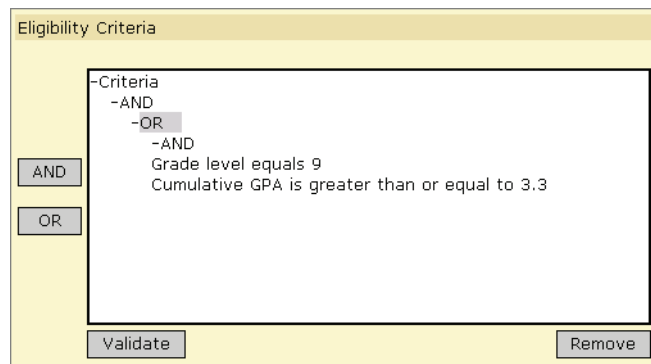 Eligibility Criteria
-Criteria
-AND
-OR
-AND
Grade level equals 9
Cumulative GPA is greater than or equal to 3.3
AND
OR
Validate
Remove